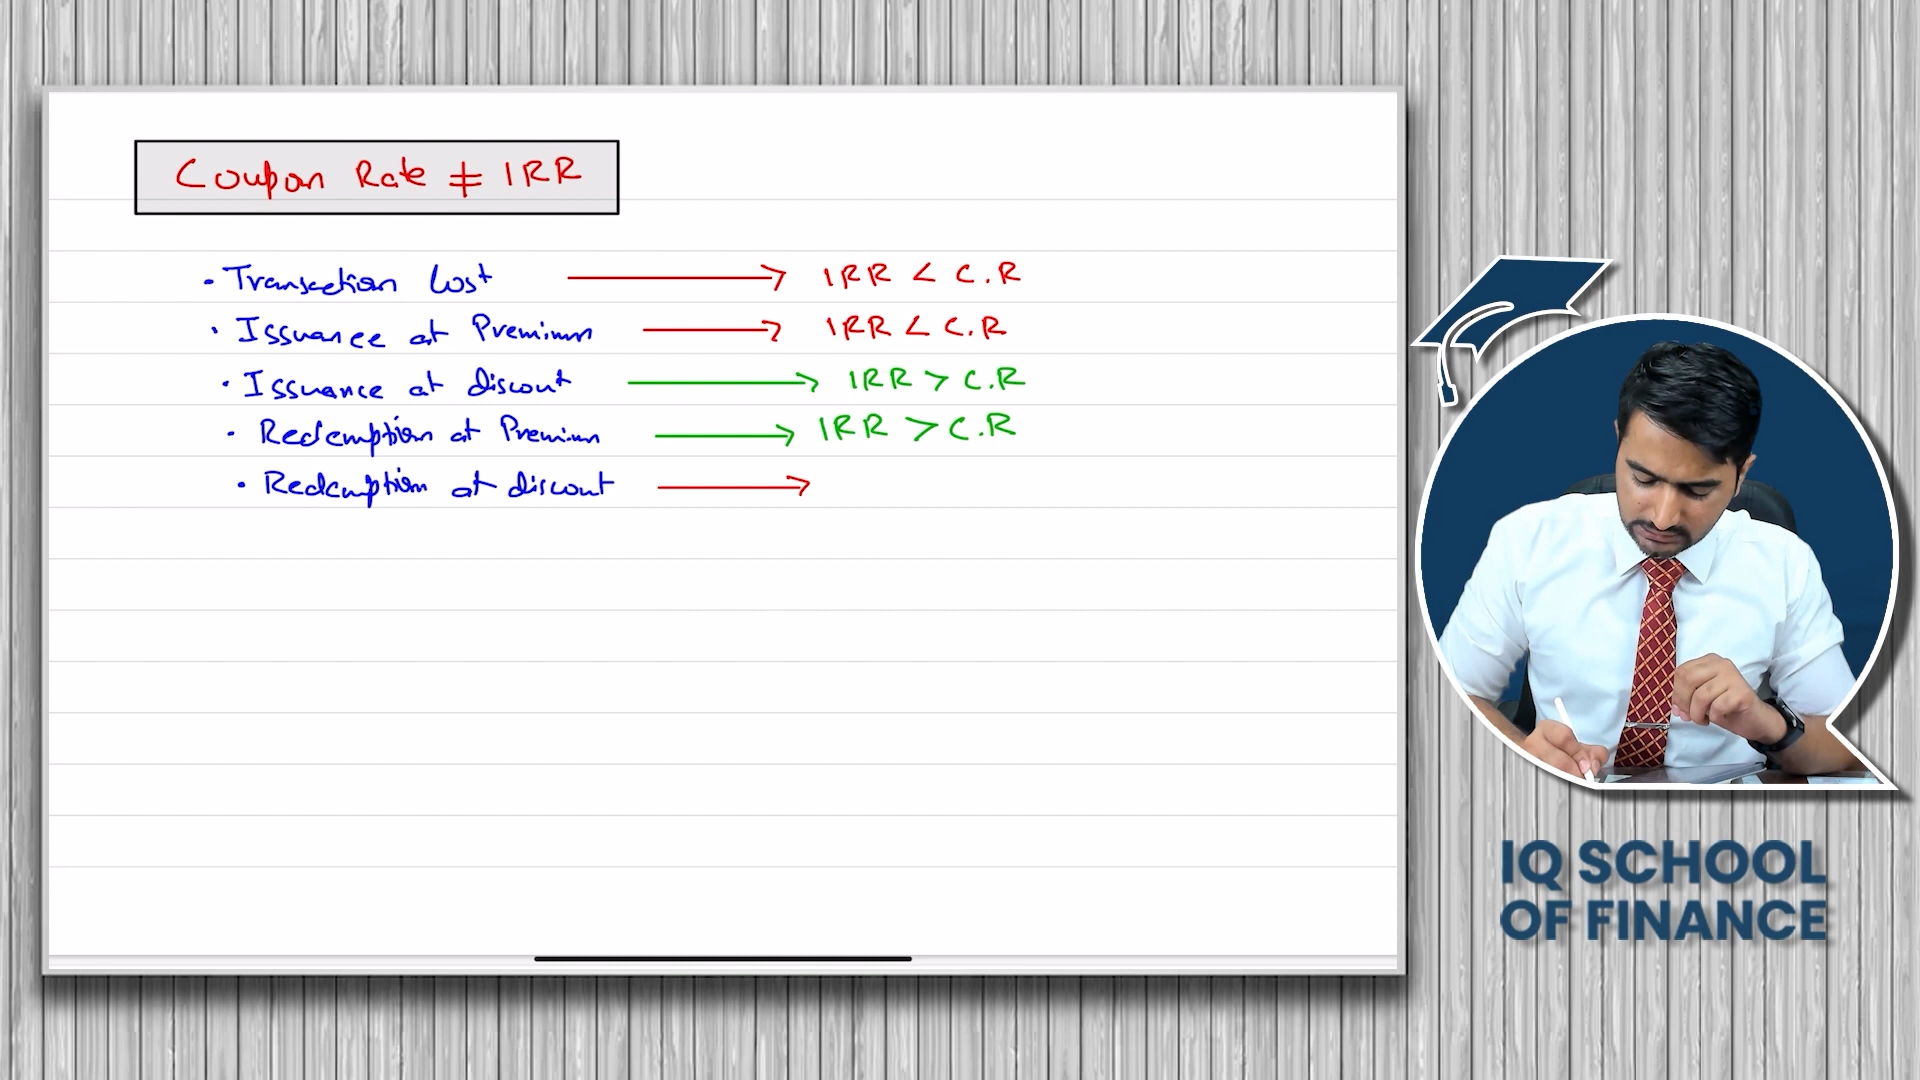 Coupon Rate ≠ IRR
• Transaction Cost → IRR < C.R
• Issuance at Premium → IRR < C.R
• Issuance at discount → IRR > C.R
• Redemption at Premium → IRR > C.R
• Redemption at discount →
IQ SCHOOL
OF FINANCE